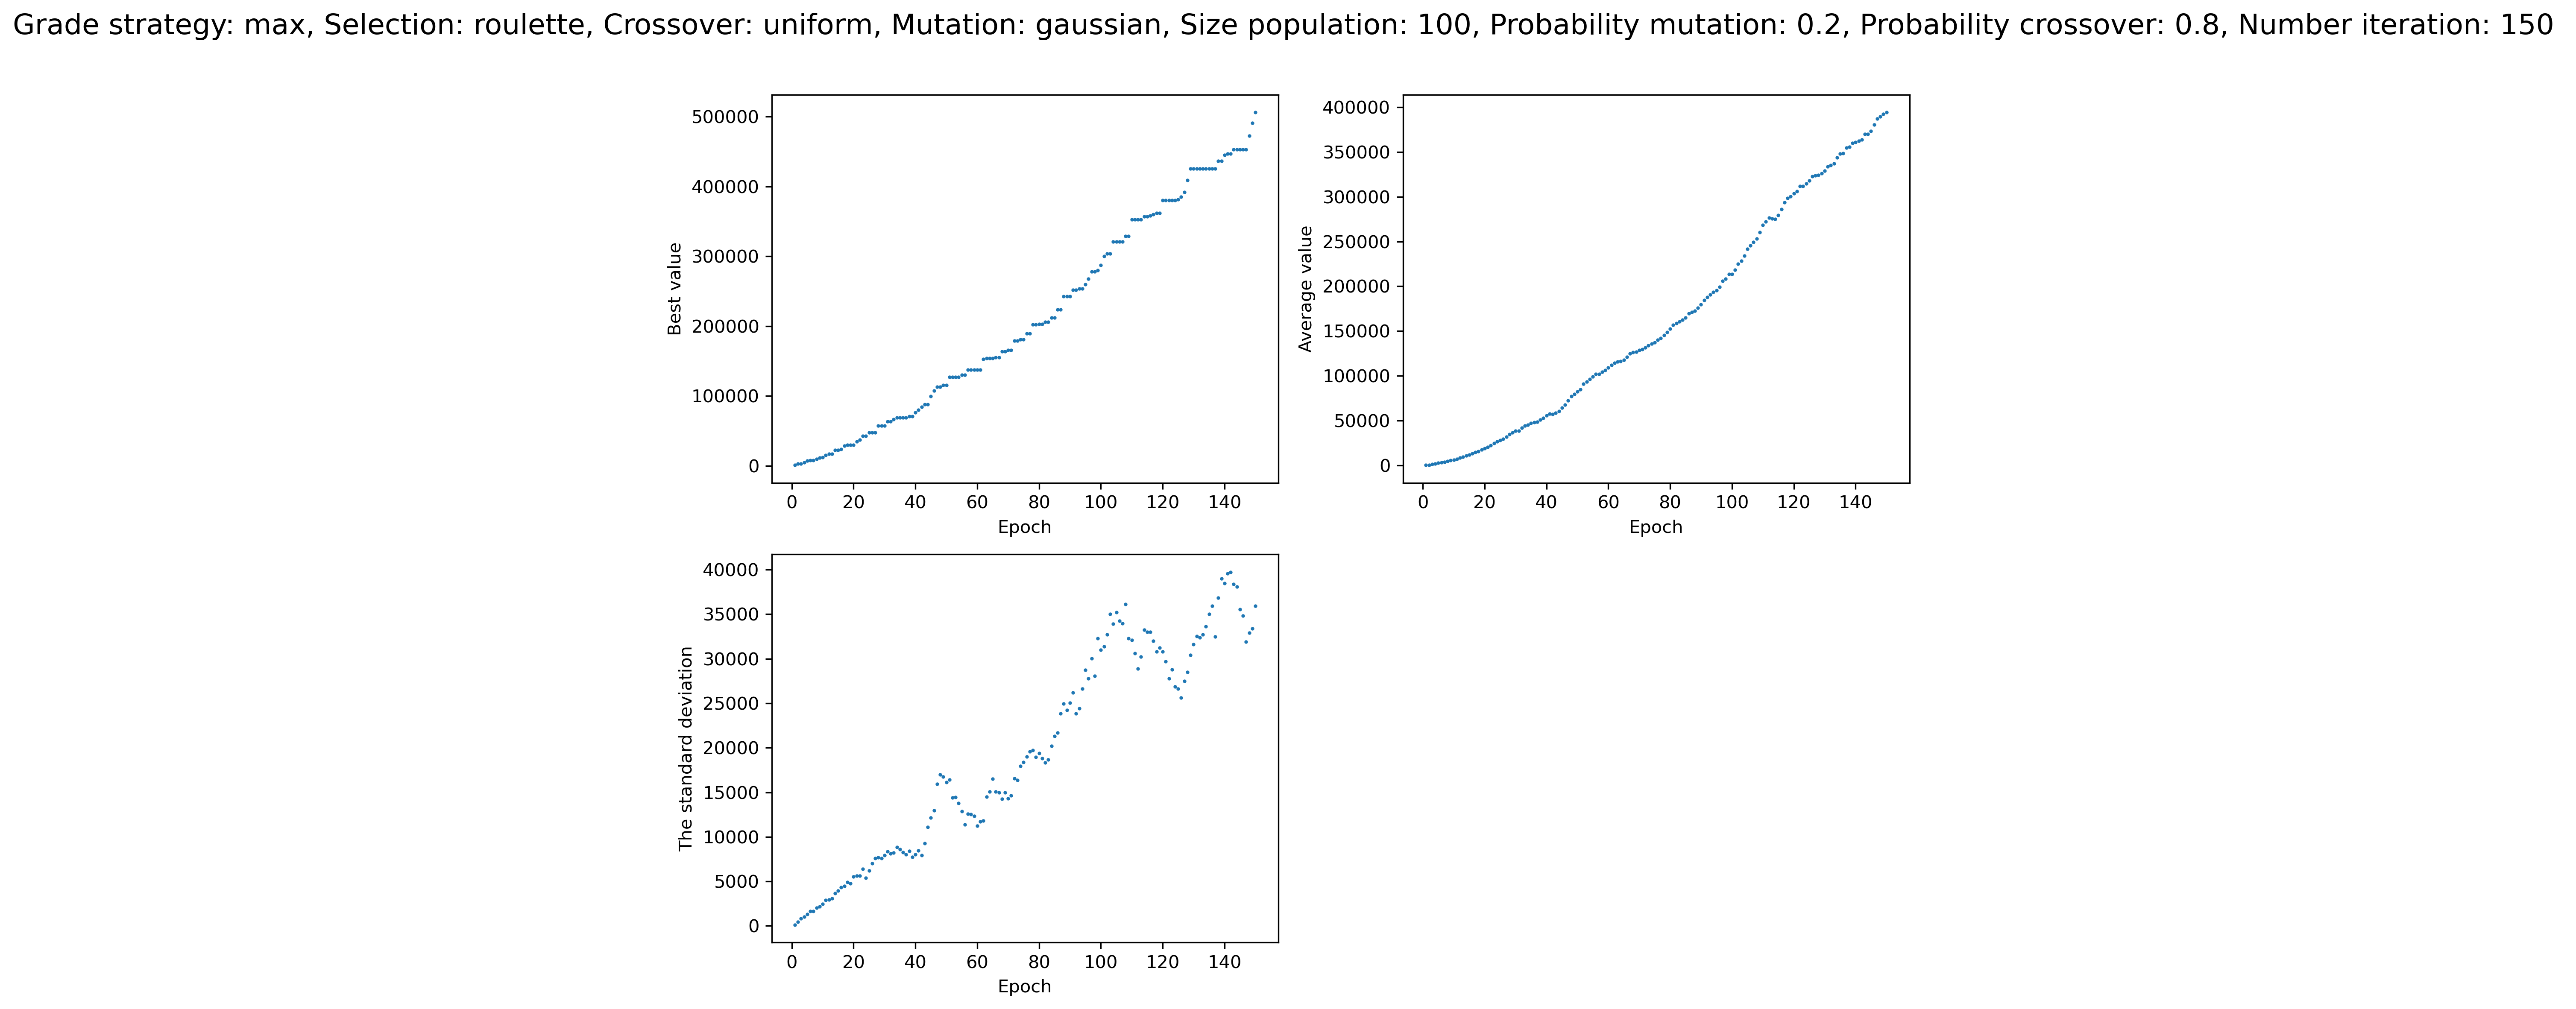 Grade strategy: max, Selection: roulette, Crossover: uniform, Mutation: gaussian, Size population: 100, Probability mutation: 0.2, Probability crossover: 0.8, Number iteration: 150
500000
400000
300000
200000
100000
0
Best value
0 20 40 60 80 100 120 140
Epoch
400000
350000
300000
250000
200000
150000
100000
50000
0
Average value
0 20 40 60 80 100 120 140
Epoch
40000
35000
30000
25000
20000
15000
10000
5000
0
The standard deviation
0 20 40 60 80 100 120 140
Epoch